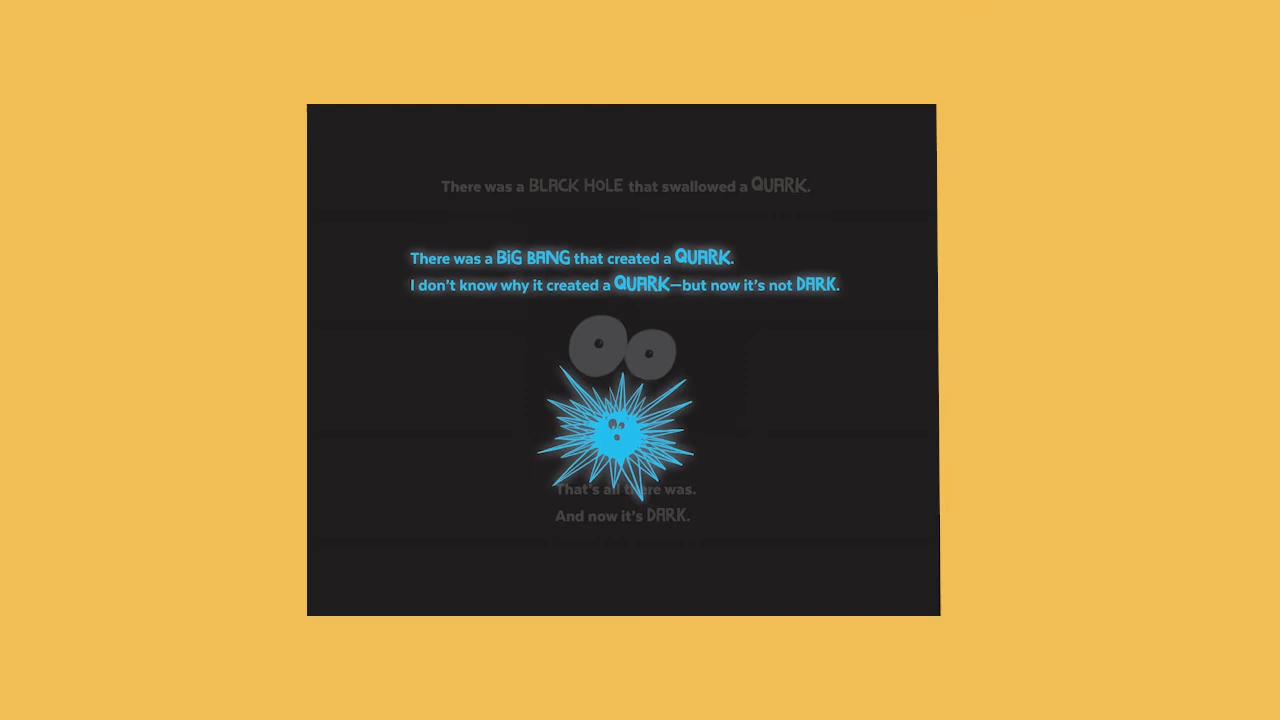 There was a BLACK HOLE that swallowed a QUARK.
There was a BiG BANG that created a QUARK.
I don't know why it created a QUARK—but now it's not DARK.
That's all there was.
And now it's DARK.